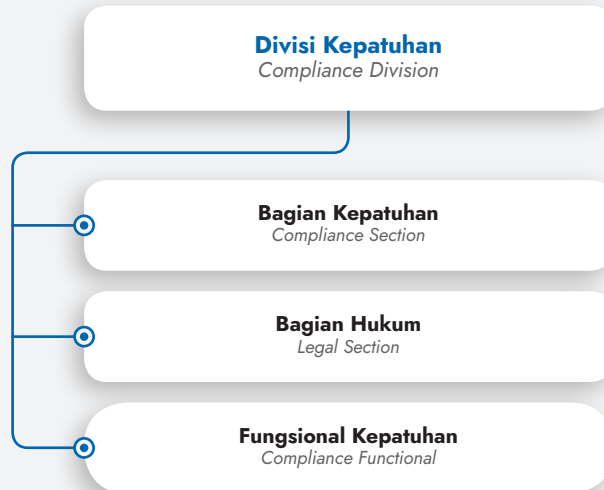 Divisi Kepatuhan
Compliance Division
Bagian Kepatuhan
Compliance Section
Bagian Hukum
Legal Section
Fungsional Kepatuhan
Compliance Functional